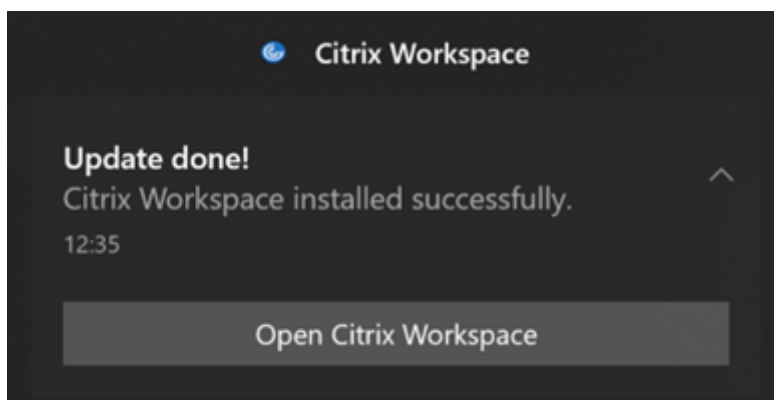 Citrix Workspace
Update done!
Citrix Workspace installed successfully.
12:35
Open Citrix Workspace